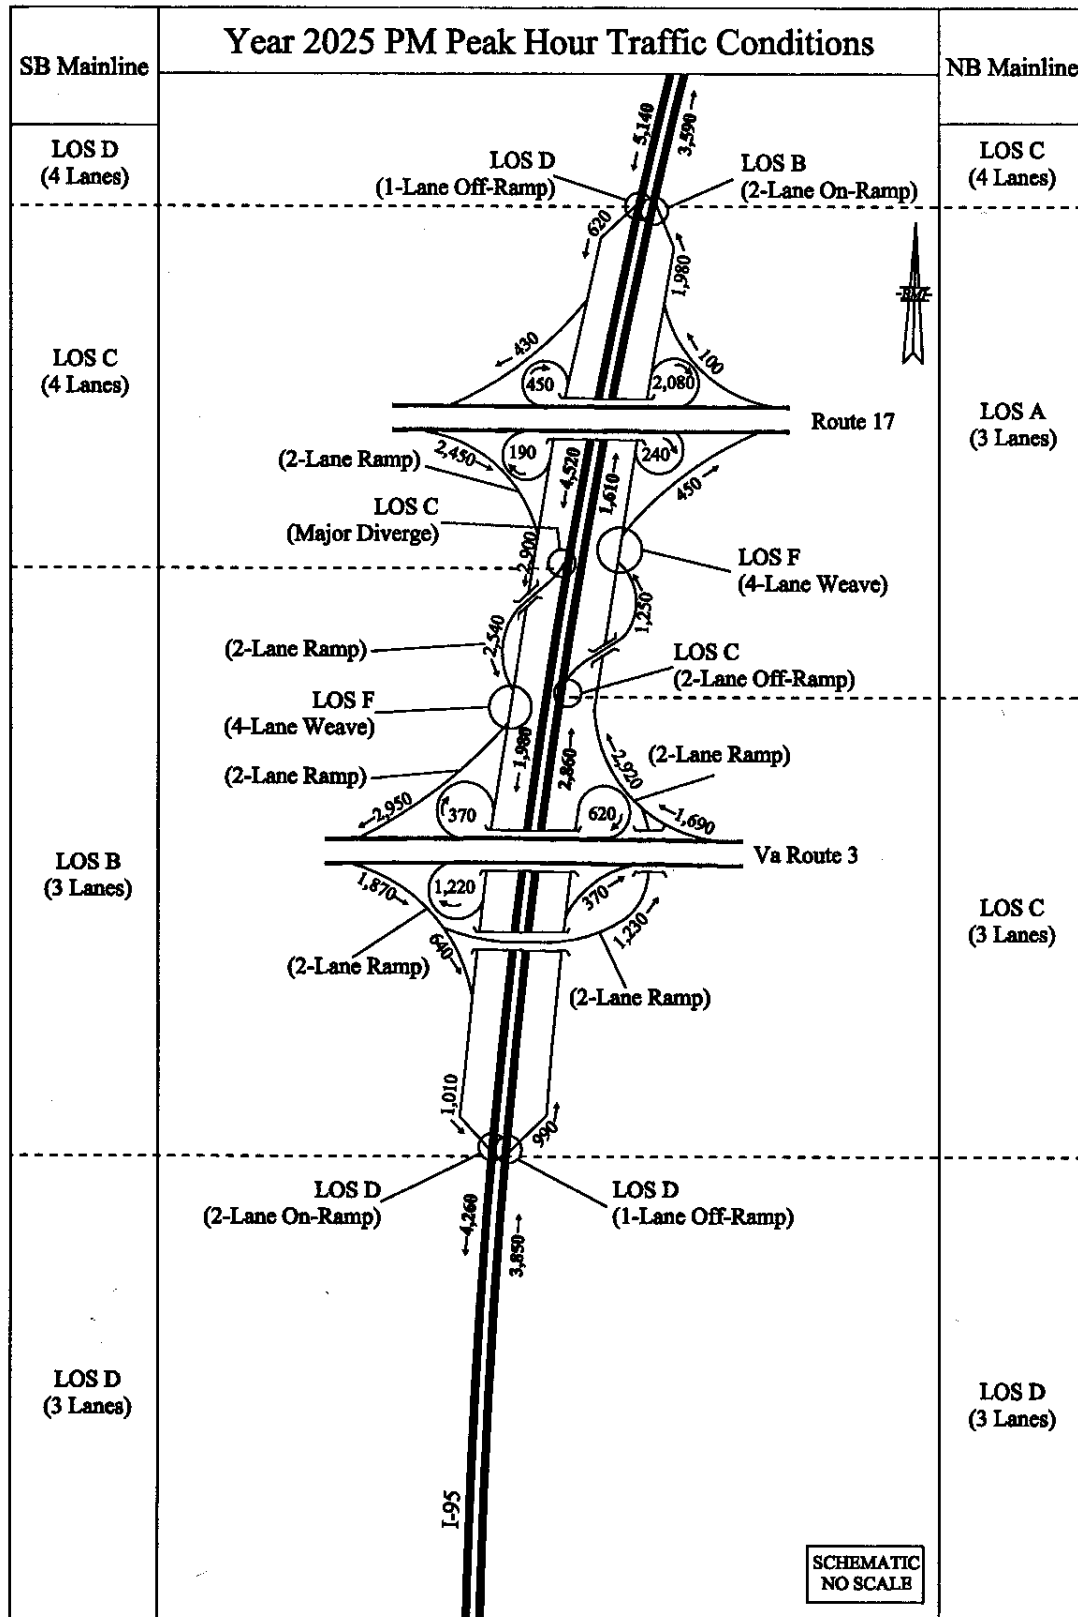 Year 2025 PM Peak Hour Traffic Conditions
SB Mainline
NB Mainline
LOS D
(4 Lanes)
LOS C
(4 Lanes)
5,140
3,590
LOS D
(1-Lane Off-Ramp)
LOS B
(2-Lane On-Ramp)
620
1,980
LOS C
(4 Lanes)
LOS A
(3 Lanes)
430
100
450
2,080
Route 17
2,450
190
240
450
(2-Lane Ramp)
4,520
1,610
LOS C
(Major Diverge)
2,900
LOS F
(4-Lane Weave)
1,250
2,540
(2-Lane Ramp)
LOS C
(2-Lane Off-Ramp)
LOS F
(4-Lane Weave)
1,980
2,860
2,920
(2-Lane Ramp)
(2-Lane Ramp)
2,950
370
620
1,690
Va Route 3
LOS B
(3 Lanes)
LOS C
(3 Lanes)
1,870
1,220
370
1,230
640
(2-Lane Ramp)
(2-Lane Ramp)
1,010
990
LOS D
(2-Lane On-Ramp)
LOS D
(1-Lane Off-Ramp)
4,260
3,850
LOS D
(3 Lanes)
LOS D
(3 Lanes)
I-95
SCHEMATIC
NO SCALE